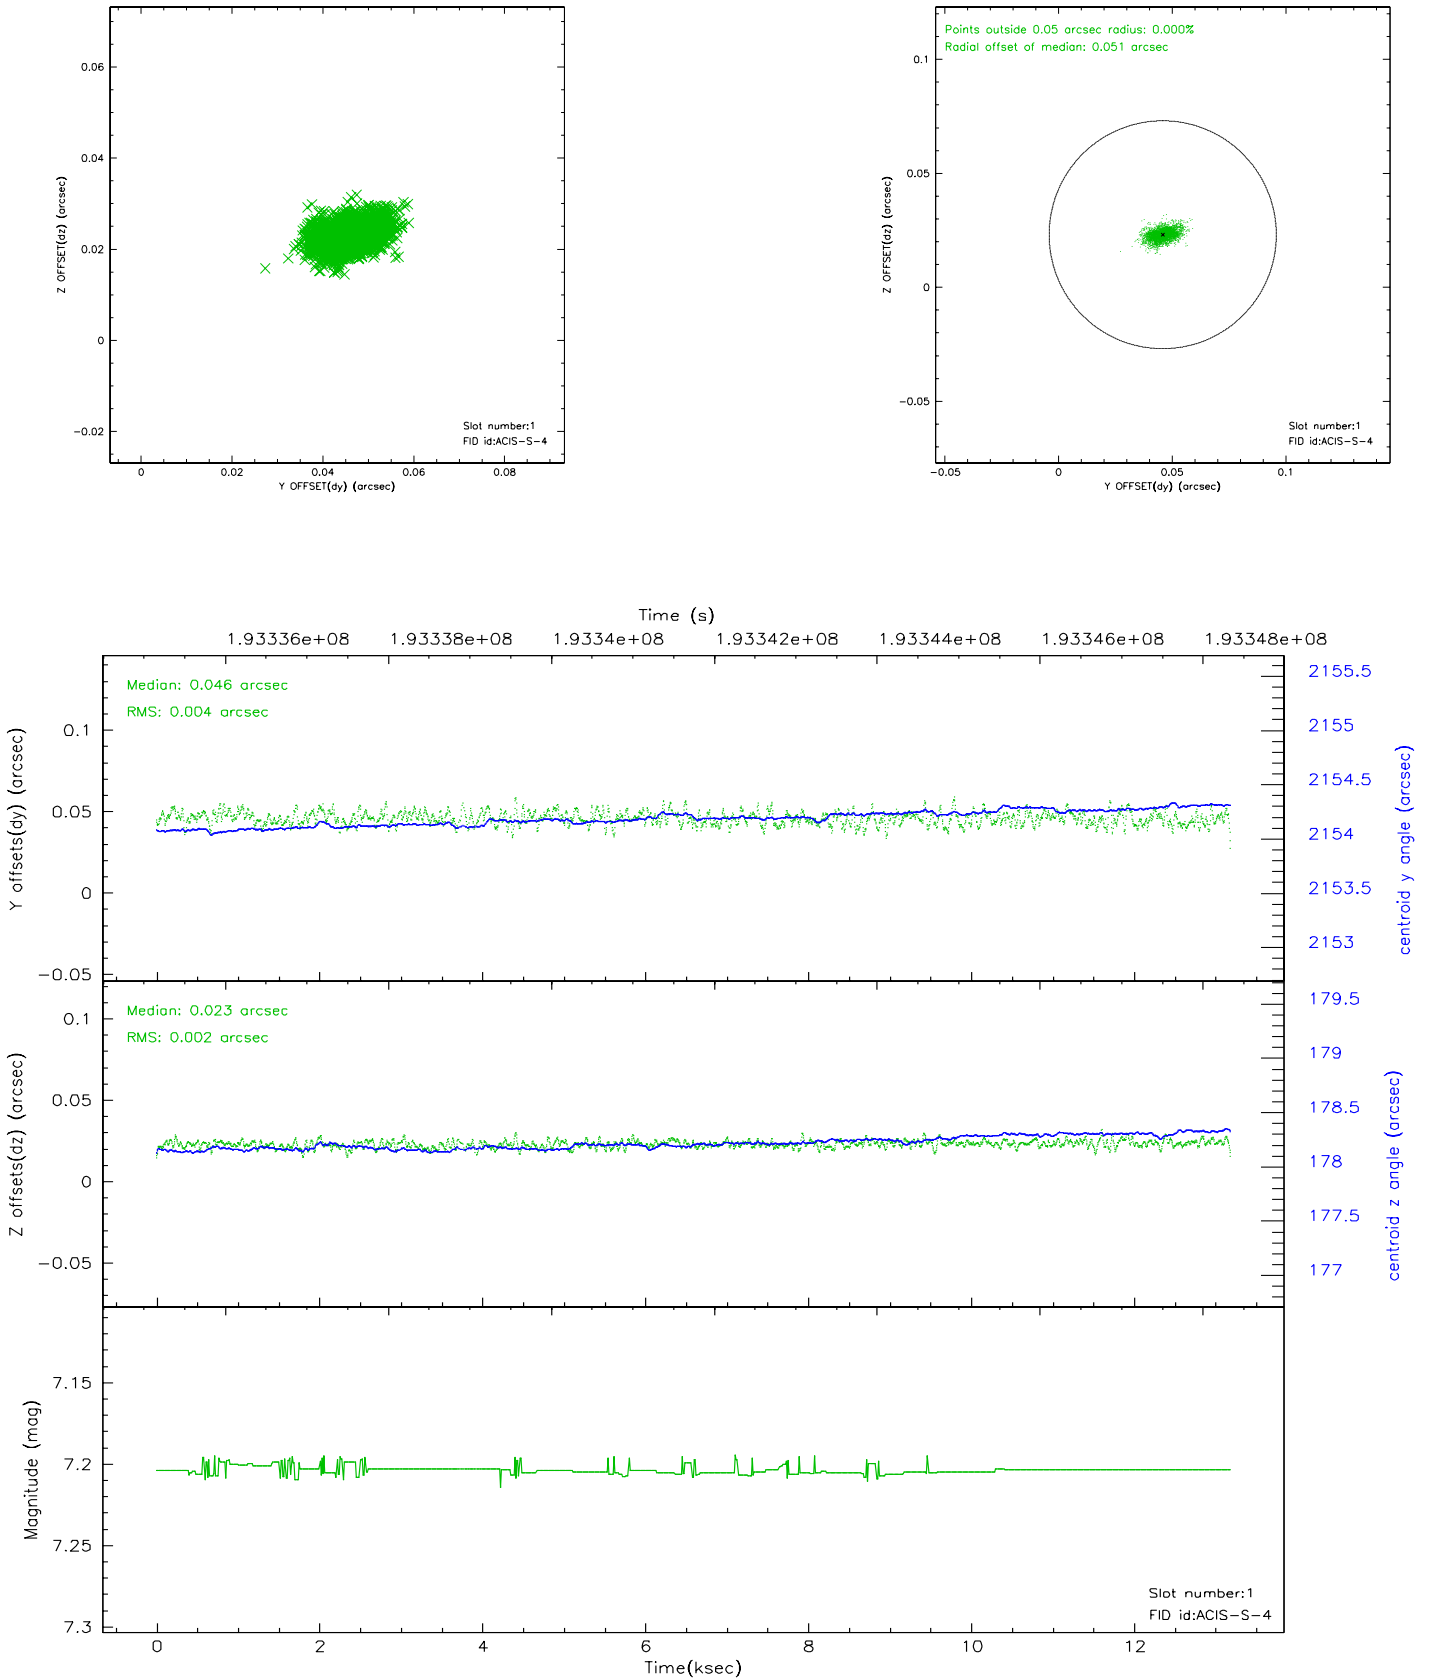 0.06
0.04
0.02
0
−0.02
Z OFFSET(dz) (arcsec)
Slot number:1
FID id:ACIS−S−4
0
0.02
0.04
0.06
0.08
Y OFFSET(dy) (arcsec)
Points outside 0.05 arcsec radius: 0.000%
Radial offset of median: 0.051 arcsec
0.1
0.05
0
−0.05
Z OFFSET(dz) (arcsec)
Slot number:1
FID id:ACIS−S−4
−0.05
0
0.05
0.1
Y OFFSET(dy) (arcsec)
Time (s)
1.93336e+08
1.93338e+08
1.9334e+08
1.93342e+08
1.93344e+08
1.93346e+08
1.93348e+08
Median: 0.046 arcsec
RMS: 0.004 arcsec
0.1
0.05
0
−0.05
Y offsets(dy) (arcsec)
2155.5
2155
2154.5
2154
2153.5
2153
centroid y angle (arcsec)
Median: 0.023 arcsec
RMS: 0.002 arcsec
0.1
0.05
0
−0.05
Z offsets(dz) (arcsec)
179.5
179
178.5
178
177.5
177
centroid z angle (arcsec)
7.15
7.2
7.25
7.3
Magnitude (mag)
Slot number:1
FID id:ACIS−S−4
0
2
4
6
8
10
12
Time(ksec)